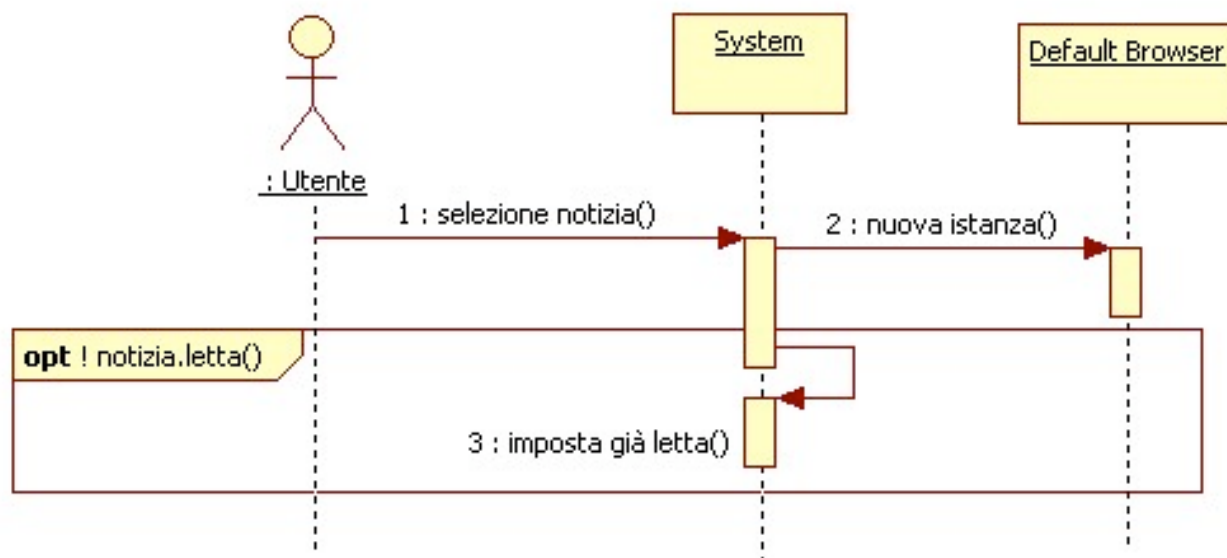 System
Default Browser
: Utente
1 : selezione notizia()
2 : nuova istanza()
opt ! notizia.letta()
3 : imposta già letta()